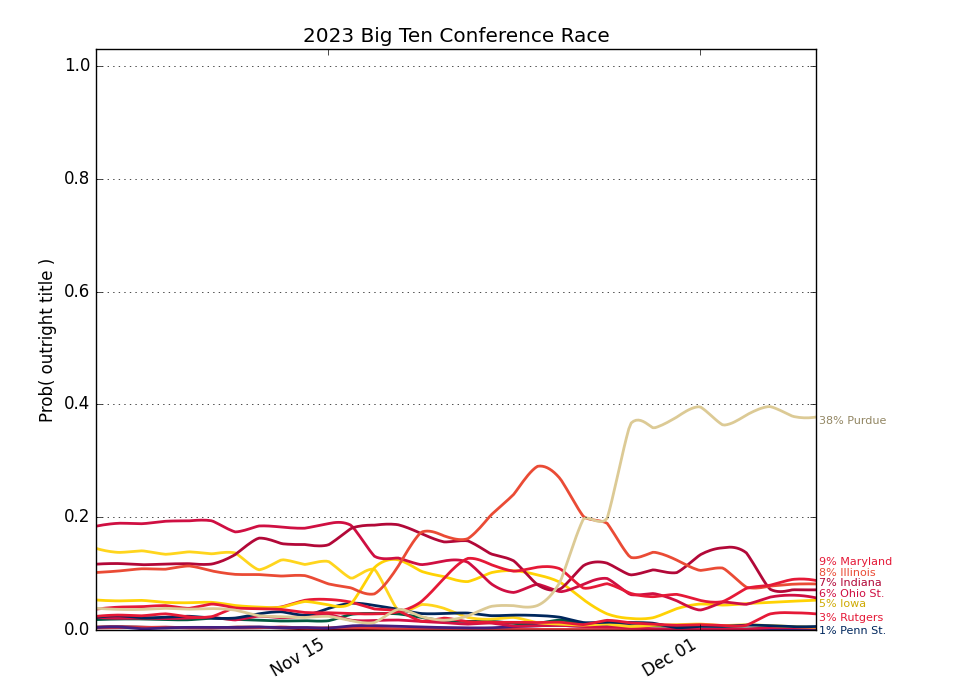 2023 Big Ten Conference Race
Prob( outright title )
1.0
0.8
0.6
0.4
0.2
0.0
Nov 15
Dec 01
38% Purdue
9% Maryland
8% Illinois
7% Indiana
6% Ohio St.
5% Iowa
3% Rutgers
1% Penn St.